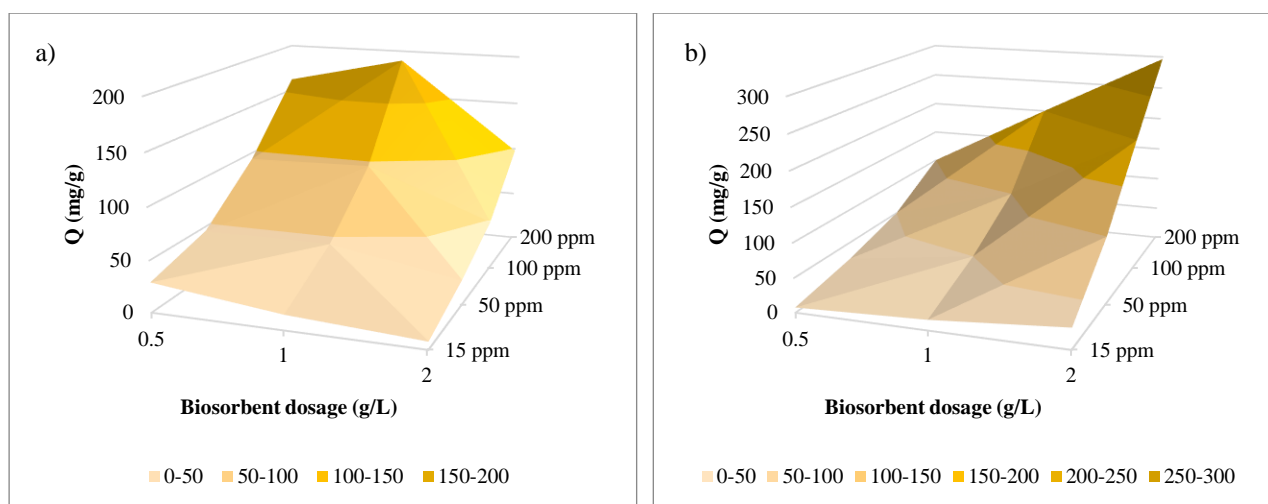 a)
200
150
100
50
0
Q (mg/g)
0.5
1
2
200 ppm
100 ppm
50 ppm
15 ppm
Biosorbent dosage (g/L)
0-50 50-100 100-150 150-200
b)
300
250
200
150
100
50
0
Q (mg/g)
0.5
1
2
200 ppm
100 ppm
50 ppm
15 ppm
Biosorbent dosage (g/L)
0-50 50-100 100-150 150-200 200-250 250-300